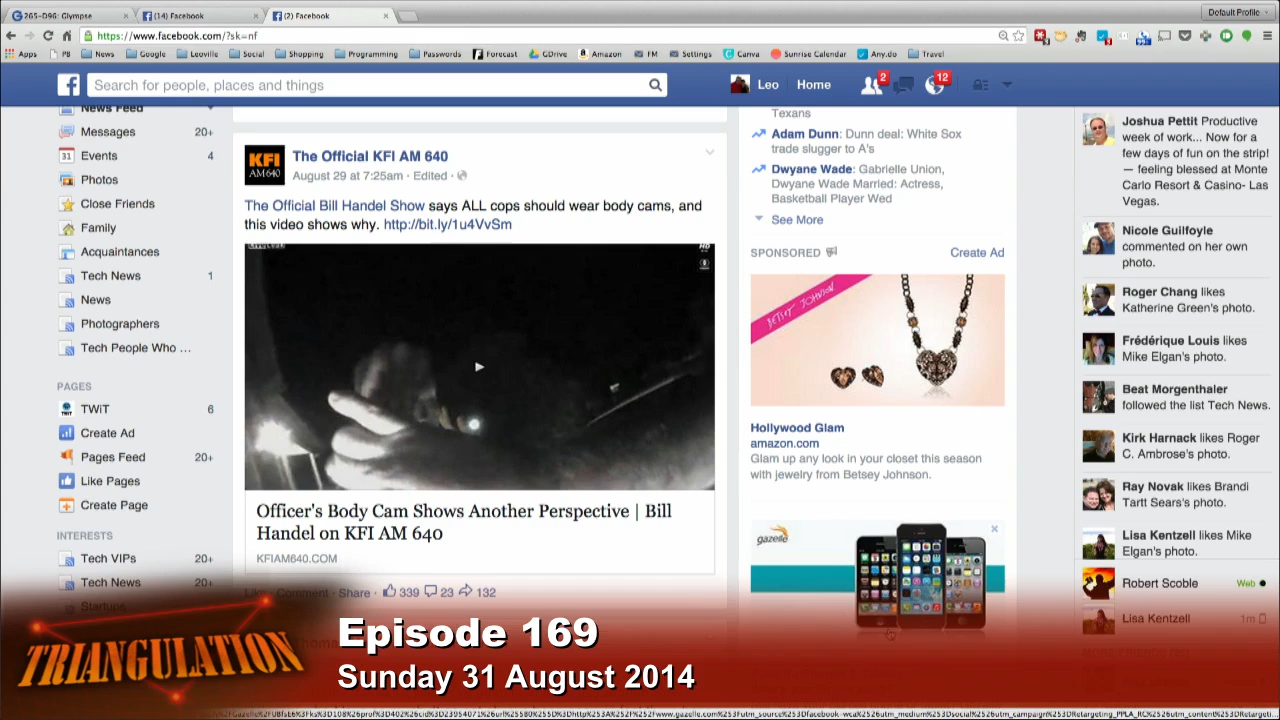 265-D96: Glympse
(14) Facebook
(2) Facebook
Default Profile
https://www.facebook.com/?sk=nf
Apps
PB
News
Google
Leoville
Social
Shopping
Programming
Passwords
Forecast
GDrive
Amazon
FM
Settings
Canva
Sunrise Calendar
Any.do
Travel
Search for people, places and things
Leo
Home
2
12
News Feed
Messages 20+
31 Events 4
Photos
Close Friends
Family
Acquaintances
Tech News 1
News
Photographers
Tech People Who ...
PAGES
TWiT 6
Create Ad
Pages Feed 20+
Like Pages
Create Page
INTERESTS
Tech VIPs 20+
Tech News 20+
Startups
KFI
AM640
The Official KFI AM 640
August 29 at 7:25am · Edited ·
The Official Bill Handel Show says ALL cops should wear body cams, and
this video shows why. http://bit.ly/1u4VvSm
Officer's Body Cam Shows Another Perspective | Bill
Handel on KFI AM 640
KFIAM640.COM
Like · Comment · Share · 339 23 132
Texans
Adam Dunn: Dunn deal: White Sox
trade slugger to A's
Dwyane Wade: Gabrielle Union,
Dwyane Wade Married: Actress,
Basketball Player Wed
See More
SPONSORED
Create Ad
BETSEY JOHNSON
Hollywood Glam
amazon.com
Glam up any look in your closet this season
with jewelry from Betsey Johnson.
gazelle
Joshua Pettit Productive
week of work... Now for a
few days of fun on the strip!
— feeling blessed at Monte
Carlo Resort & Casino- Las
Vegas.
Nicole Guilfoyle
commented on her own
photo.
Roger Chang likes
Katherine Green's photo.
Frédérique Louis likes
Mike Elgan's photo.
Beat Morgenthaler
followed the list Tech News.
Kirk Harnack likes Roger
C. Ambrose's photo.
Ray Novak likes Brandi
Tartt Sears's photo.
Lisa Kentzell likes Mike
Elgan's photo.
Robert Scoble Web
Lisa Kentzell 1m
TRIANGULATION
Episode 169
Sunday 31 August 2014